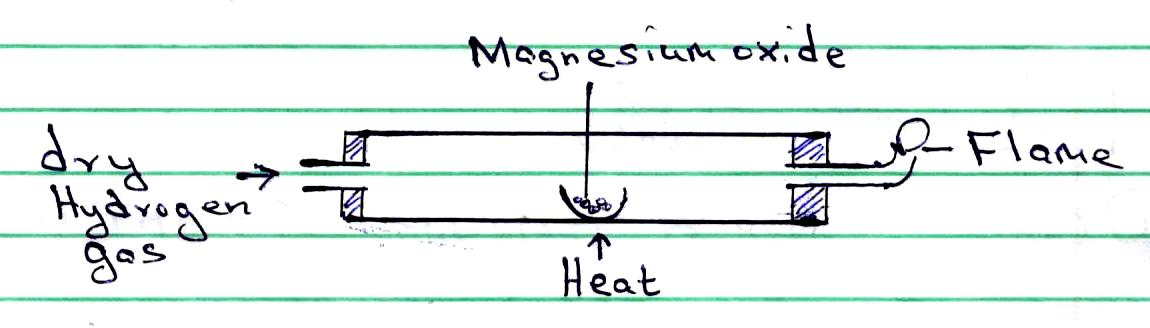 Magnesium oxide
dry
Hydrogen
gas
Flame
Heat